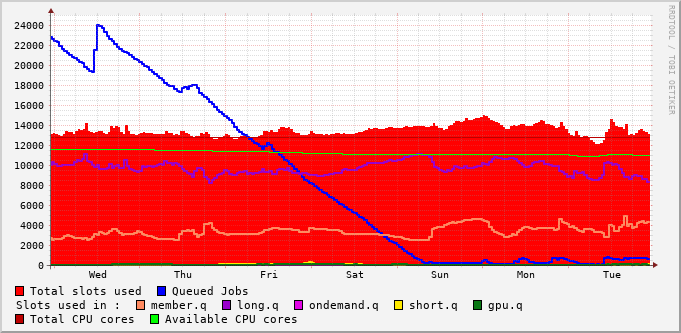 RRDTOOL / TOBI OETIKER
24000
22000
20000
18000
16000
14000
12000
10000
8000
6000
4000
2000
0
Wed Thu Fri Sat Sun Mon Tue
Total slots used Queued Jobs
Slots used in : member.q long.q ondemand.q short.q gpu.q
Total CPU cores Available CPU cores